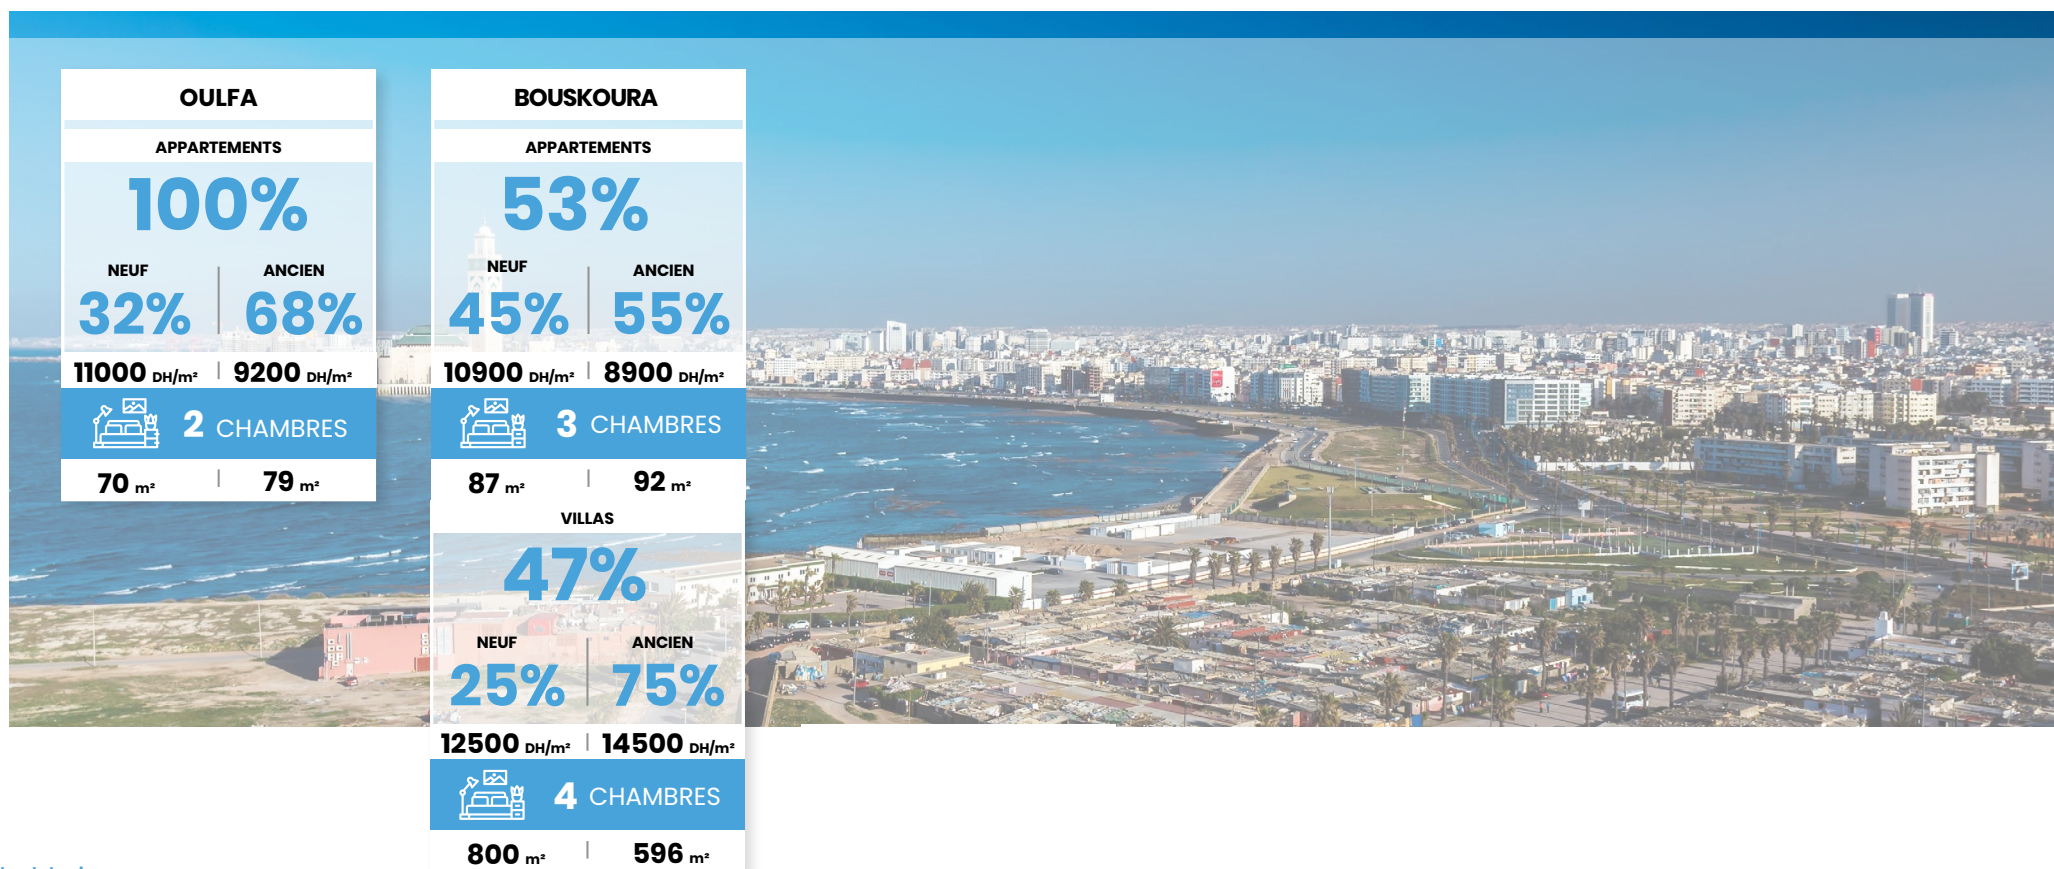 OULFA
APPARTEMENTS
100%
NEUF ANCIEN
32% 68%
11000 DH/m² 9200 DH/m²
2 CHAMBRES
70 m² 79 m²
BOUSKOURA
APPARTEMENTS
53%
NEUF ANCIEN
45% 55%
10900 DH/m² 8900 DH/m²
3 CHAMBRES
87 m² 92 m²
VILLAS
47%
NEUF ANCIEN
25% 75%
12500 DH/m² 14500 DH/m²
4 CHAMBRES
800 m² 596 m²